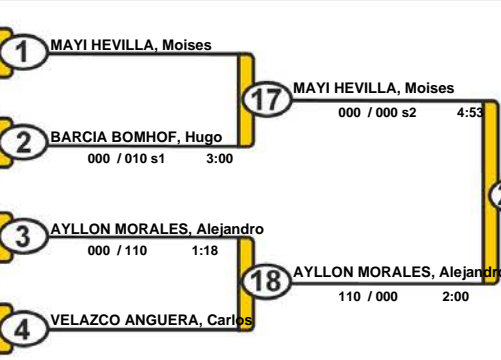 1 MAYI HEVILLA, Moises
17 MAYI HEVILLA, Moises
000 / 000 s2 4:53
2 BARCIA BOMHOF, Hugo
000 / 010 s1 3:00
3 AYLLON MORALES, Alejandro
000 / 110 1:18
18 AYLLON MORALES, Alejandro
110 / 000 2:00
4 VELAZCO ANGUERA, Carlos